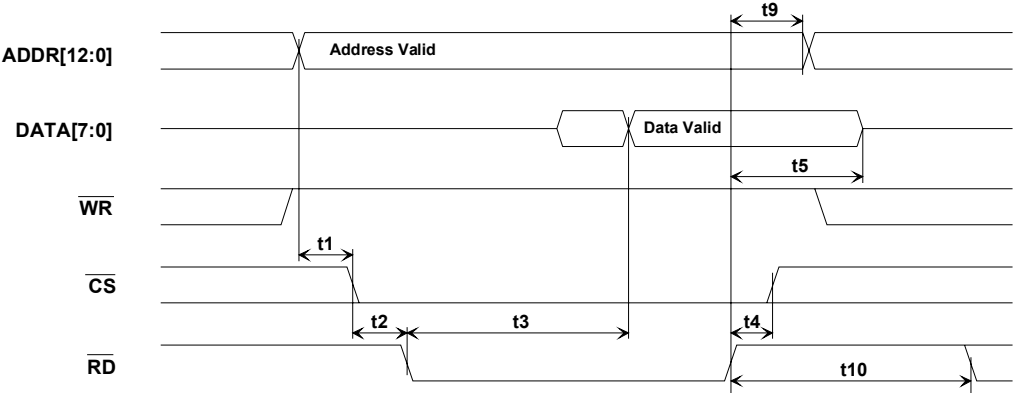 t9
ADDR[12:0]
Address Valid
DATA[7:0]
Data Valid
t5
WR
t1
CS
t2
t3
t4
RD
t10